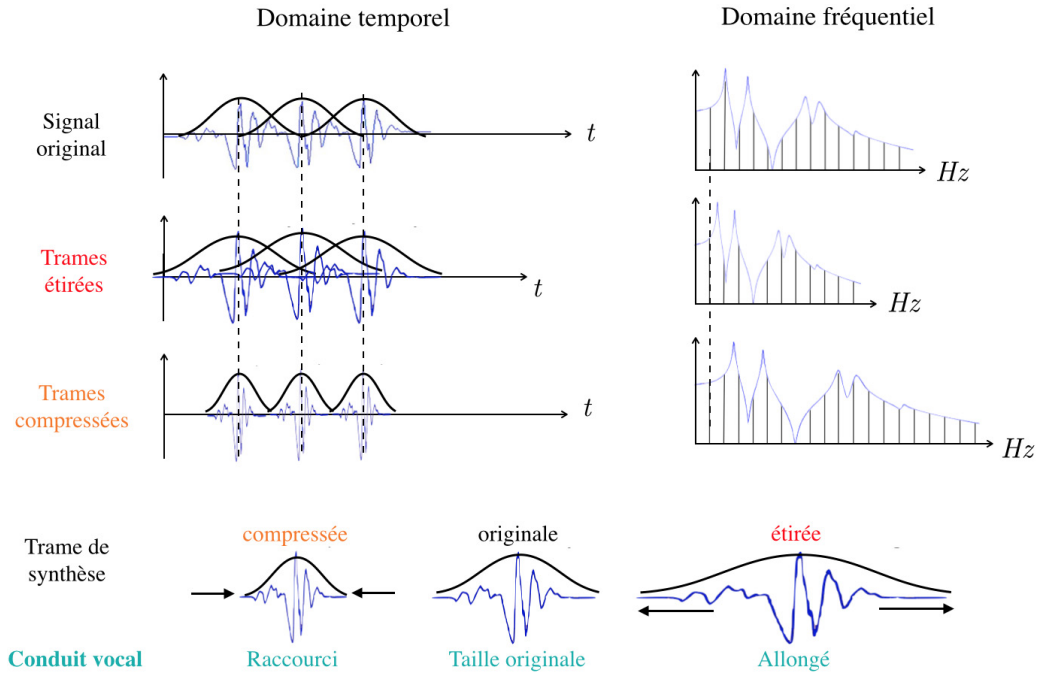 Domaine temporel
Domaine fréquentiel
Signal
original
t
Hz
Trames
étirées
t
Hz
Trames
compressées
t
Hz
Trame de
synthèse
compressée
originale
étirée
Conduit vocal
Raccourci
Taille originale
Allongé